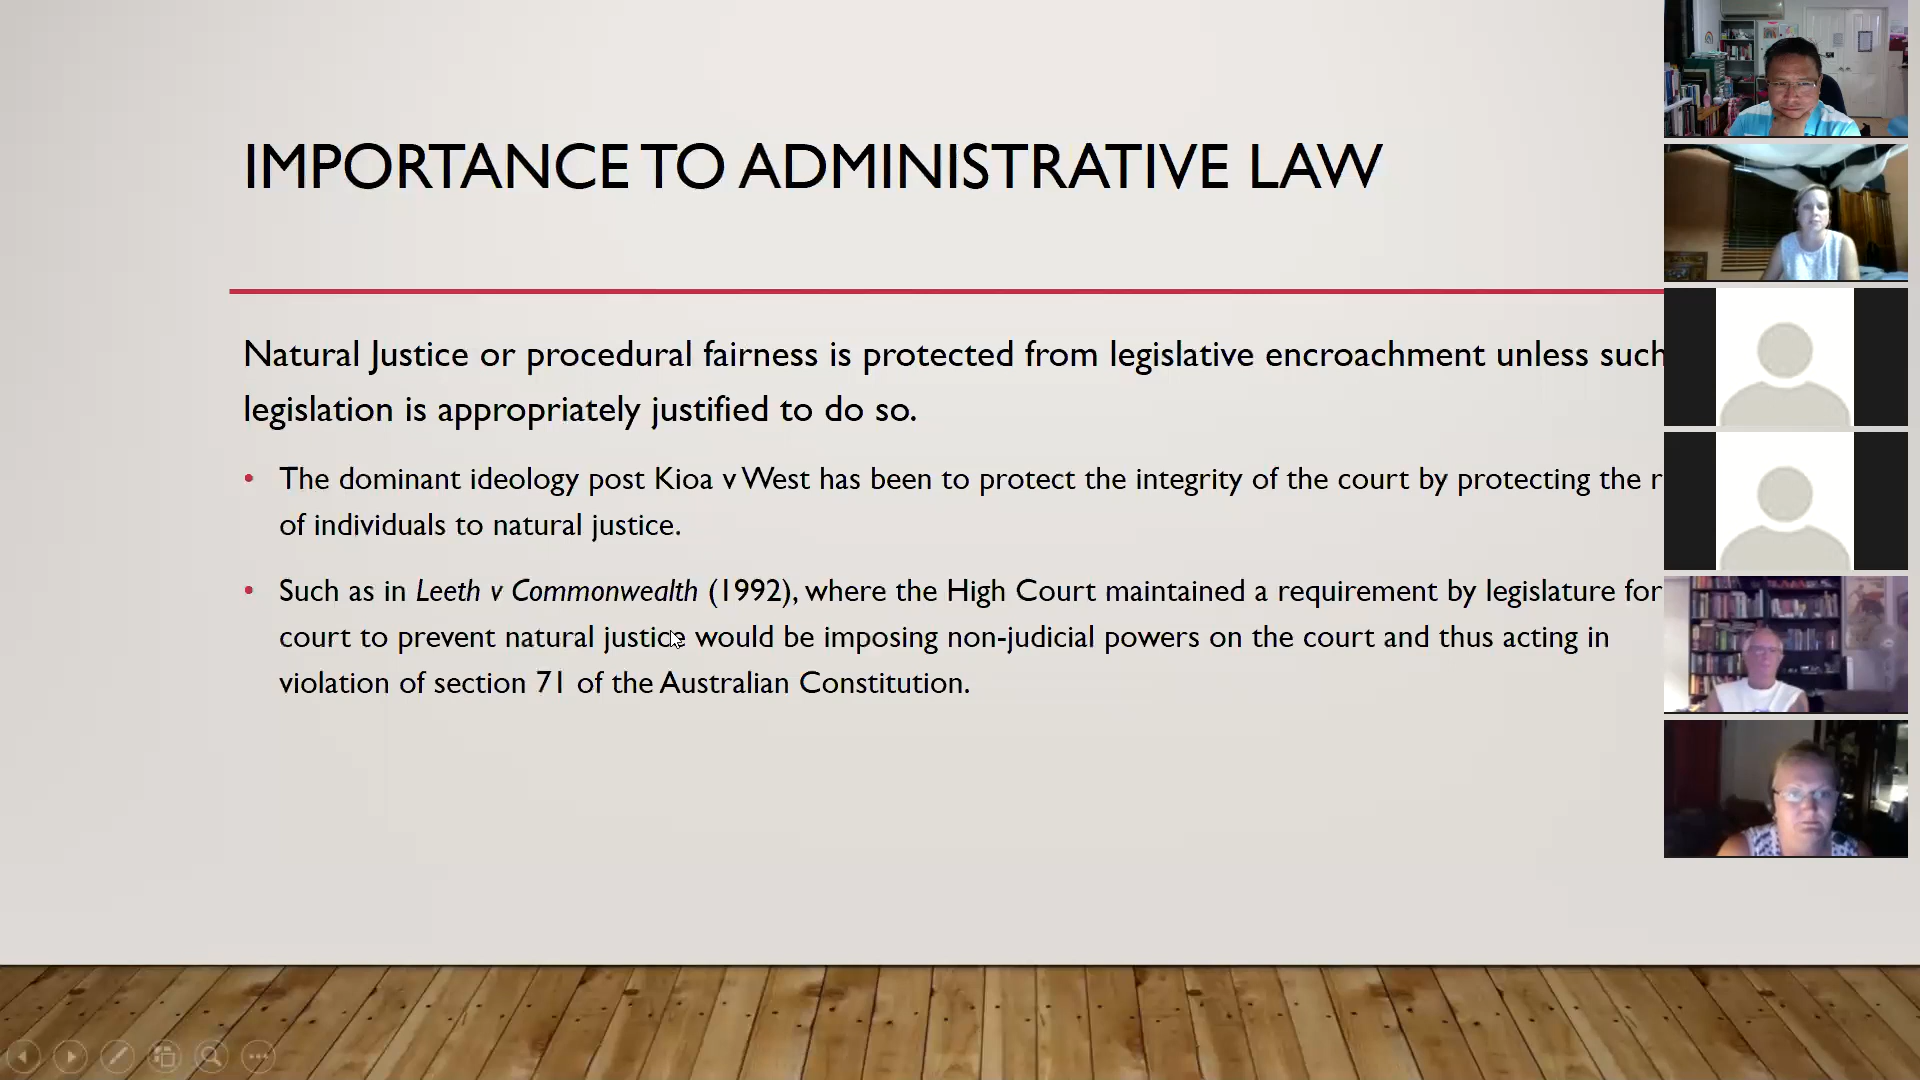 IMPORTANCE TO ADMINISTRATIVE LAW
Natural Justice or procedural fairness is protected from legislative encroachment unless such
legislation is appropriately justified to do so.
• The dominant ideology post Kioa v West has been to protect the integrity of the court by protecting the
of individuals to natural justice.
• Such as in Leeth v Commonwealth (1992), where the High Court maintained a requirement by legislature for
court to prevent natural justice would be imposing non-judicial powers on the court and thus acting in
violation of section 71 of the Australian Constitution.